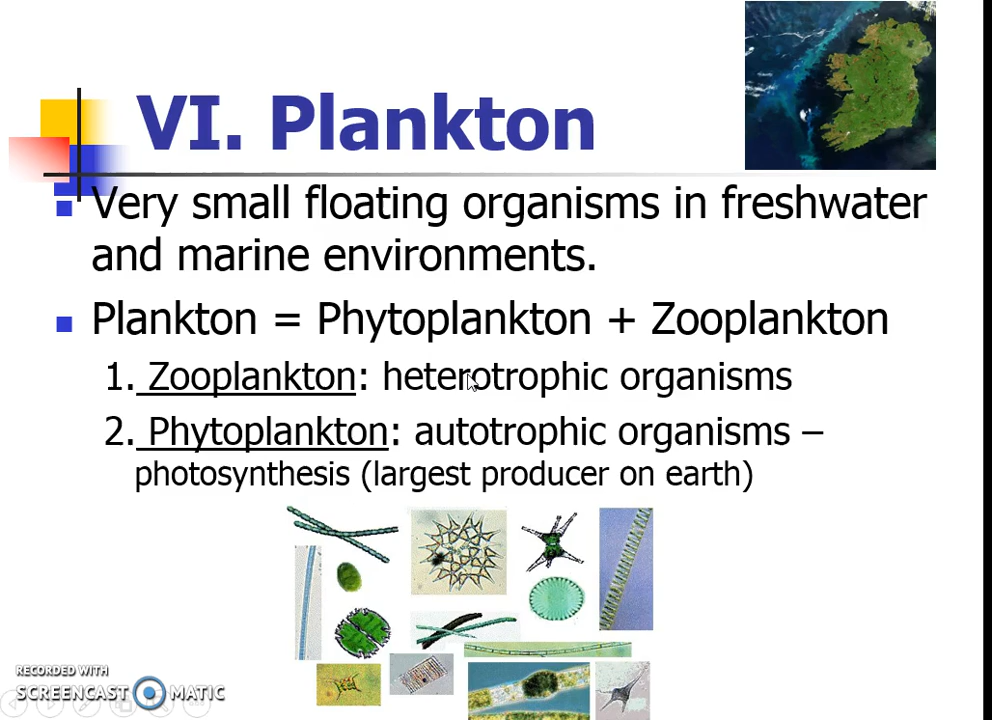 VI. Plankton
Very small floating organisms in freshwater
and marine environments.
Plankton = Phytoplankton + Zooplankton
1. Zooplankton: heterotrophic organisms
2. Phytoplankton: autotrophic organisms –
photosynthesis (largest producer on earth)
RECORDED WITH
SCREENCAST MATIC